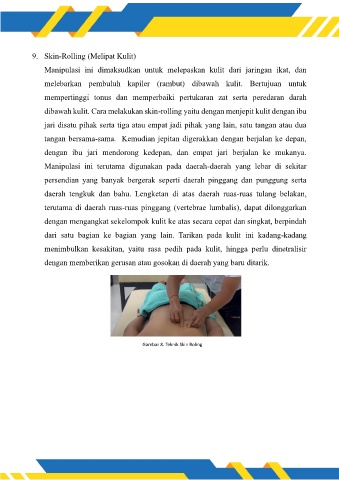 9. Skin-Rolling (Melipat Kulit)
Manipulasi ini dimaksudkan untuk melepaskan kulit dari jaringan ikat, dan
melebarkan pembuluh kapiler (rambut) dibawah kulit. Bertujuan untuk
mempertinggi tonus dan memperbaiki pertukaran zat serta peredaran darah
dibawah kulit. Cara melakukan skin-rolling yaitu dengan menjepit kulit dengan ibu
jari disatu pihak serta tiga atau empat jadi pihak yang lain, satu tangan atau dua
tangan bersama-sama. Kemudian jepitan digerakkan dengan berjalan ke depan,
dengan ibu jari mendorong kedepan, dan empat jari berjalan ke mukanya.
Manipulasi ini terutama digunakan pada daerah-daerah yang lebar di sekitar
persendian yang banyak bergerak seperti daerah pinggang dan punggung serta
daerah tengkuk dan bahu. Lengketan di atas daerah ruas-ruas tulang belakan,
terutama di daerah ruas-ruas pinggang (vertebrae lumbalis), dapat dilonggarkan
dengan mengangkat sekelompok kulit ke atas secara cepat dan singkat, berpindah
dari satu bagian ke bagian yang lain. Tarikan pada kulit ini kadang-kadang
menimbulkan kesakitan, yaitu rasa pedih pada kulit, hingga perlu dinetralisir
dengan memberikan gerusan atau gosokan di daerah yang baru ditarik.
Gambar 8. Teknik Skin Roling